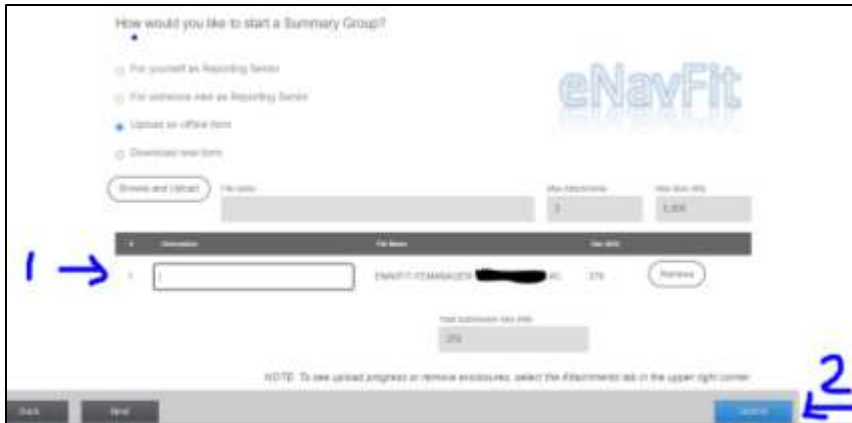 How would you like to start a Summary Group?
For yourself as Reporting Senior
For someone else as Reporting Senior
eNavFit
Upload an offline form
Download new form
Browse and Upload File Name Max Attachments Max Size (KB)
# Description File Name Size (KB)
1 → Remove
Total Submission Size (KB)
NOTE: To see upload progress or remove enclosures, select the Attachments tab in the upper right corner
2
Back Next Submit